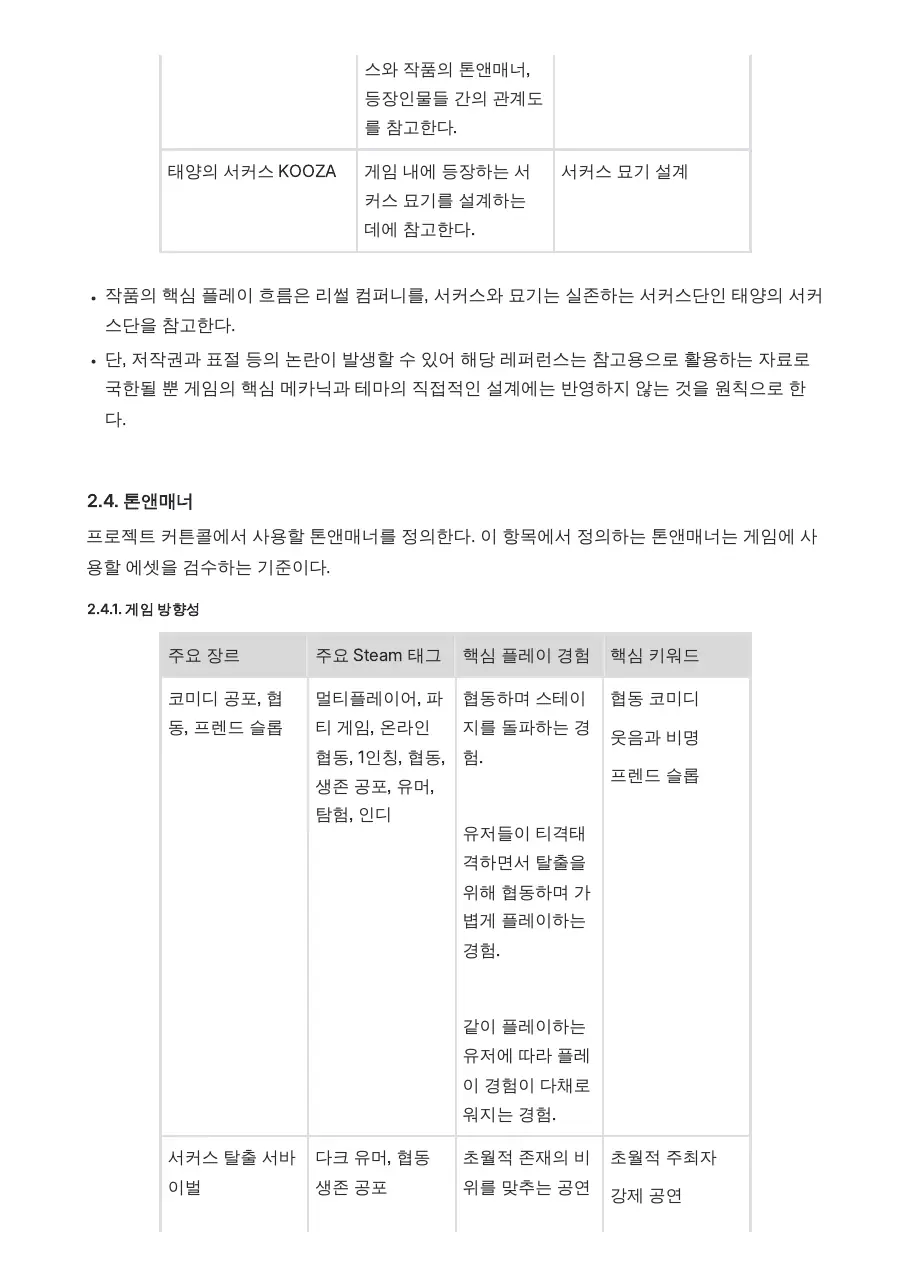 스와 작품의 톤앤매너,
등장인물들 간의 관계도
를 참고한다.
태양의 서커스 KOOZA
게임 내에 등장하는 서
커스 묘기를 설계하는
데에 참고한다.
서커스 묘기 설계
• 작품의 핵심 플레이 흐름은 리썰 컴퍼니를, 서커스와 묘기는 실존하는 서커스단인 태양의 서커
스단을 참고한다.
• 단, 저작권과 표절 등의 논란이 발생할 수 있어 해당 레퍼런스는 참고용으로 활용하는 자료로
국한될 뿐 게임의 핵심 메카닉과 테마의 직접적인 설계에는 반영하지 않는 것을 원칙으로 한
다.
2.4. 톤앤매너
프로젝트 커튼콜에서 사용할 톤앤매너를 정의한다. 이 항목에서 정의하는 톤앤매너는 게임에 사
용할 에셋을 검수하는 기준이다.
2.4.1. 게임 방향성
주요 장르
주요 Steam 태그
핵심 플레이 경험
핵심 키워드
코미디 공포, 협
동, 프렌드 슬롭
멀티플레이어, 파
티 게임, 온라인
협동, 1인칭, 협동,
생존 공포, 유머,
탐험, 인디
협동하며 스테이
지를 돌파하는 경
험.
유저들이 티격태
격하면서 탈출을
위해 협동하며 가
볍게 플레이하는
경험.
같이 플레이하는
유저에 따라 플레
이 경험이 다채로
워지는 경험.
협동 코미디
웃음과 비명
프렌드 슬롭
서커스 탈출 서바
이벌
다크 유머, 협동
생존 공포
초월적 존재의 비
위를 맞추는 공연
초월적 주최자
강제 공연